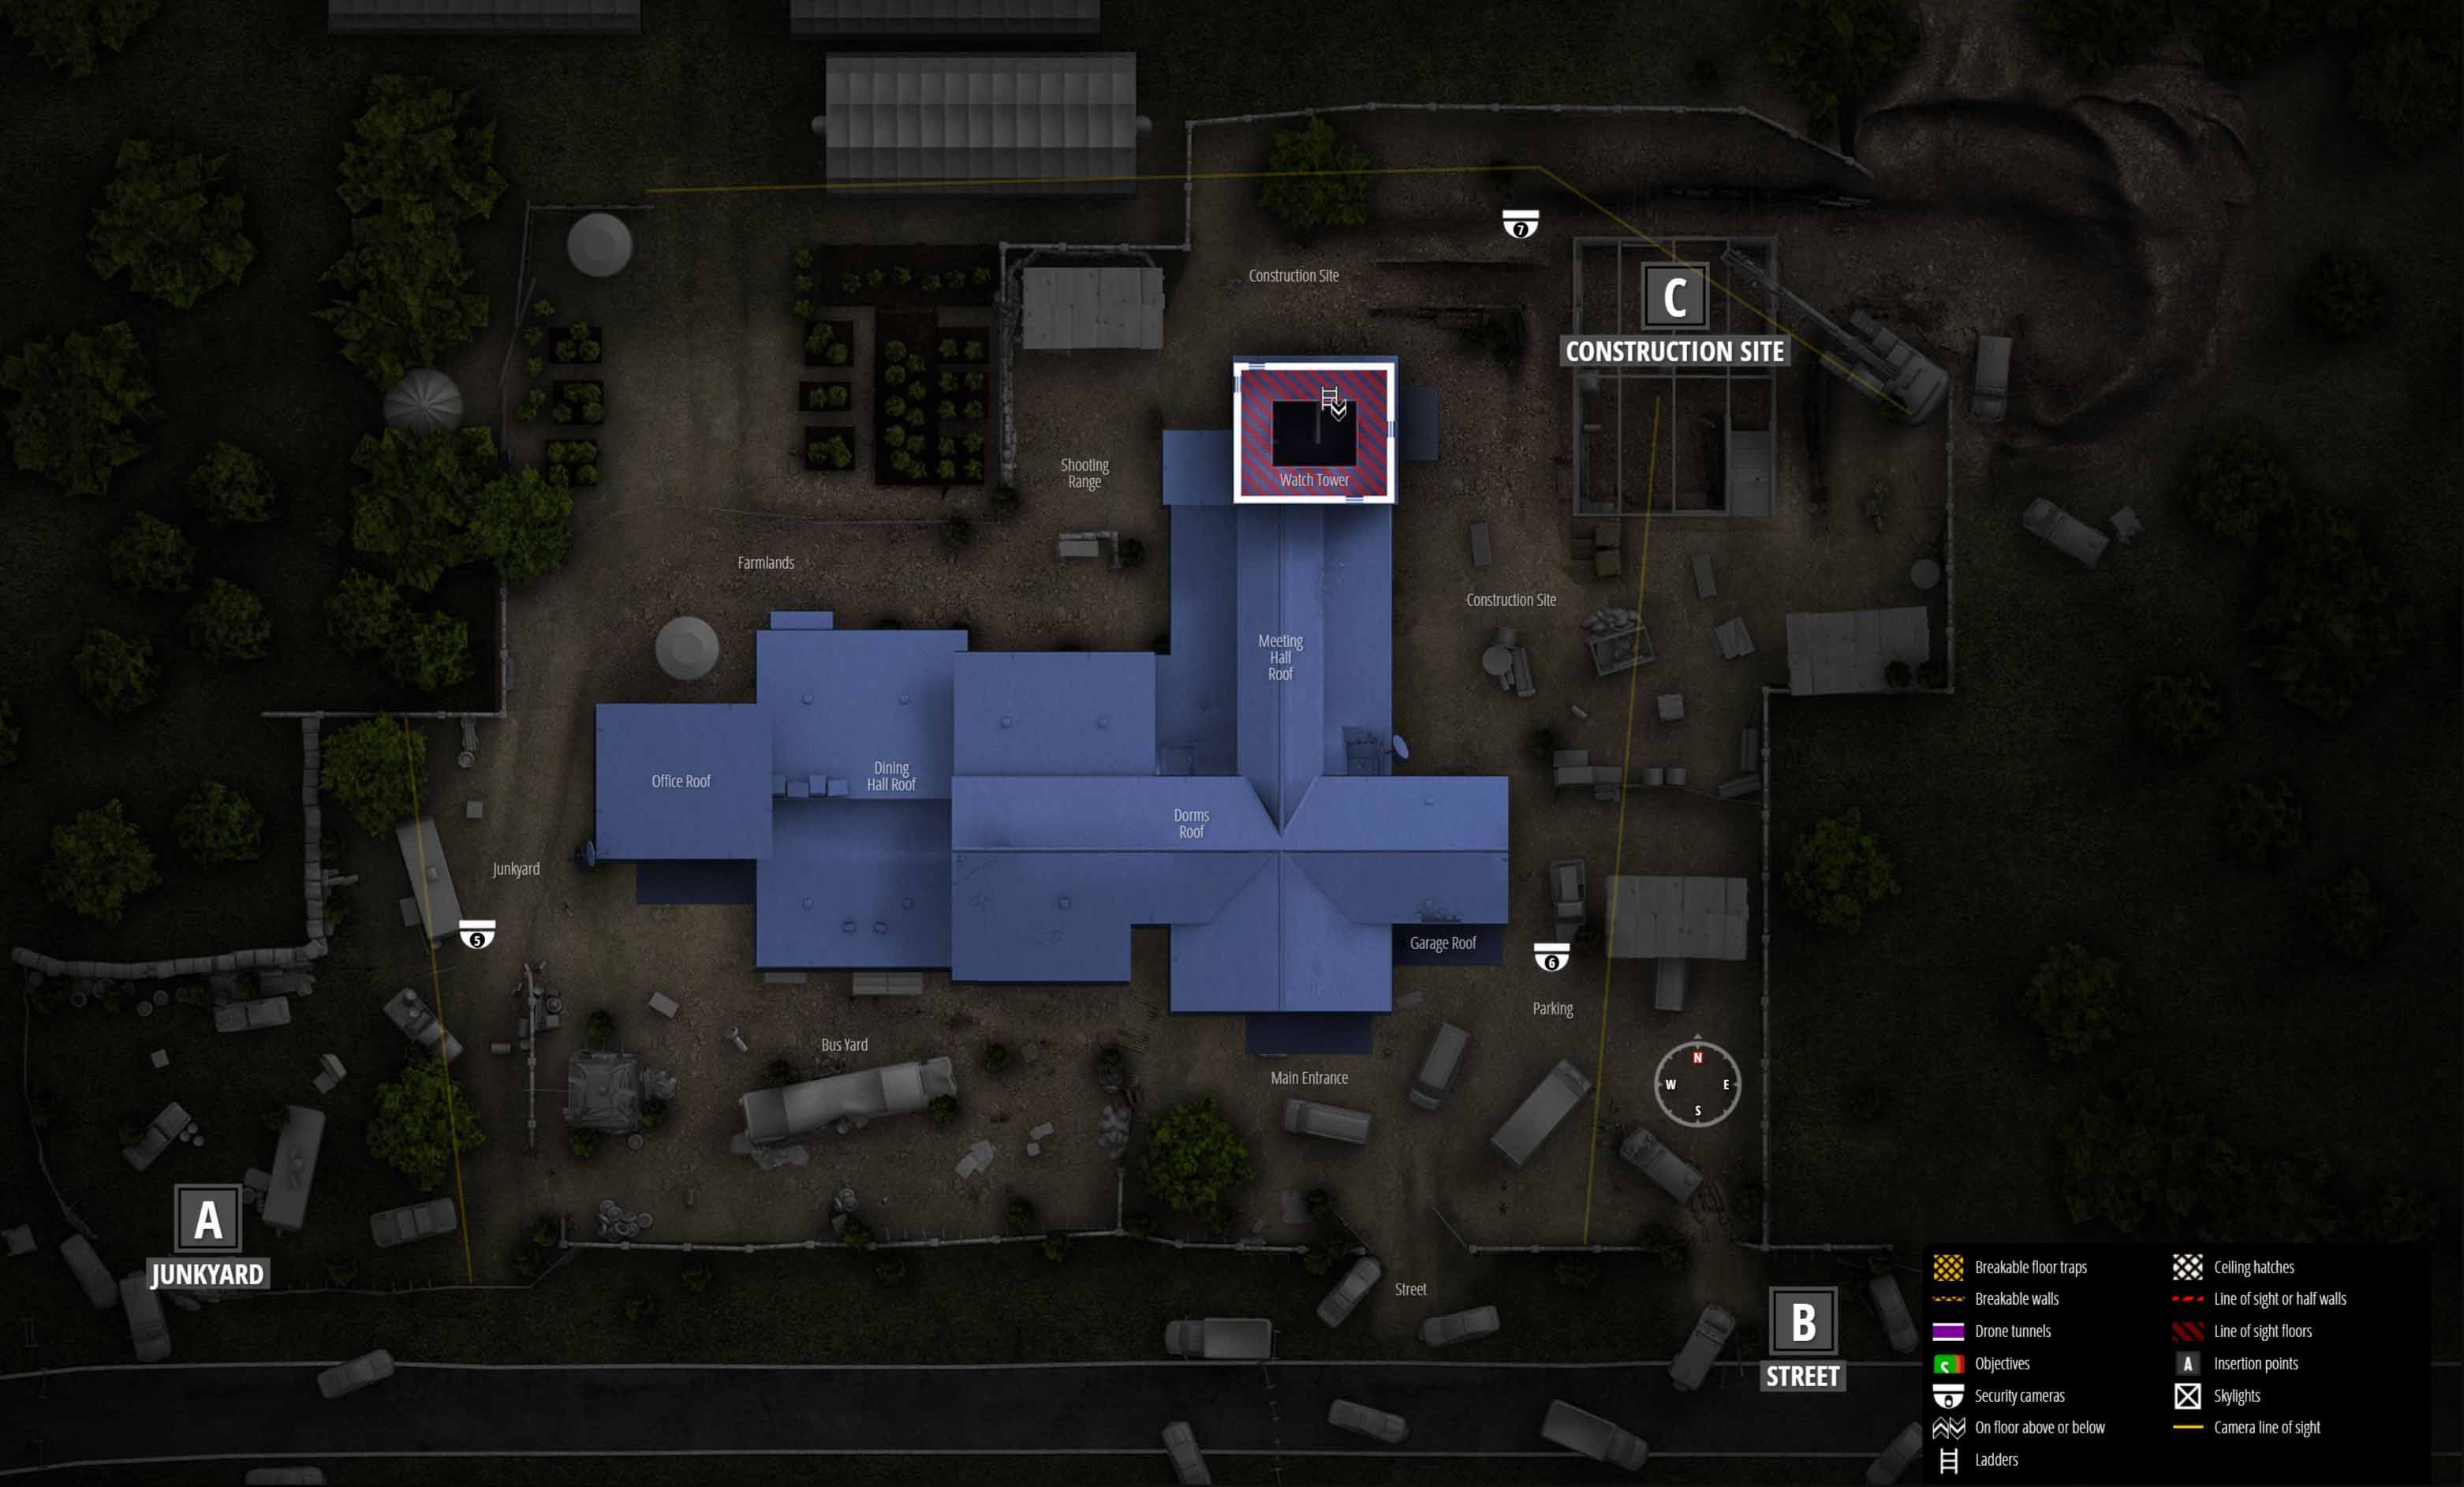 7
Construction Site
C
CONSTRUCTION SITE
Shooting
Range
Watch Tower
Farmlands
Construction Site
Meeting
Hall
Roof
Office Roof
Dining
Hall Roof
Dorms
Roof
Junkyard
5
Garage Roof
6
Parking
Bus Yard
Main Entrance
N
W
E
S
A
JUNKYARD
Street
B
STREET
Breakable floor traps
Breakable walls
Drone tunnels
Objectives
Security cameras
On floor above or below
Ladders
Ceiling hatches
Line of sight or half walls
Line of sight floors
A
Insertion points
Skylights
Camera line of sight